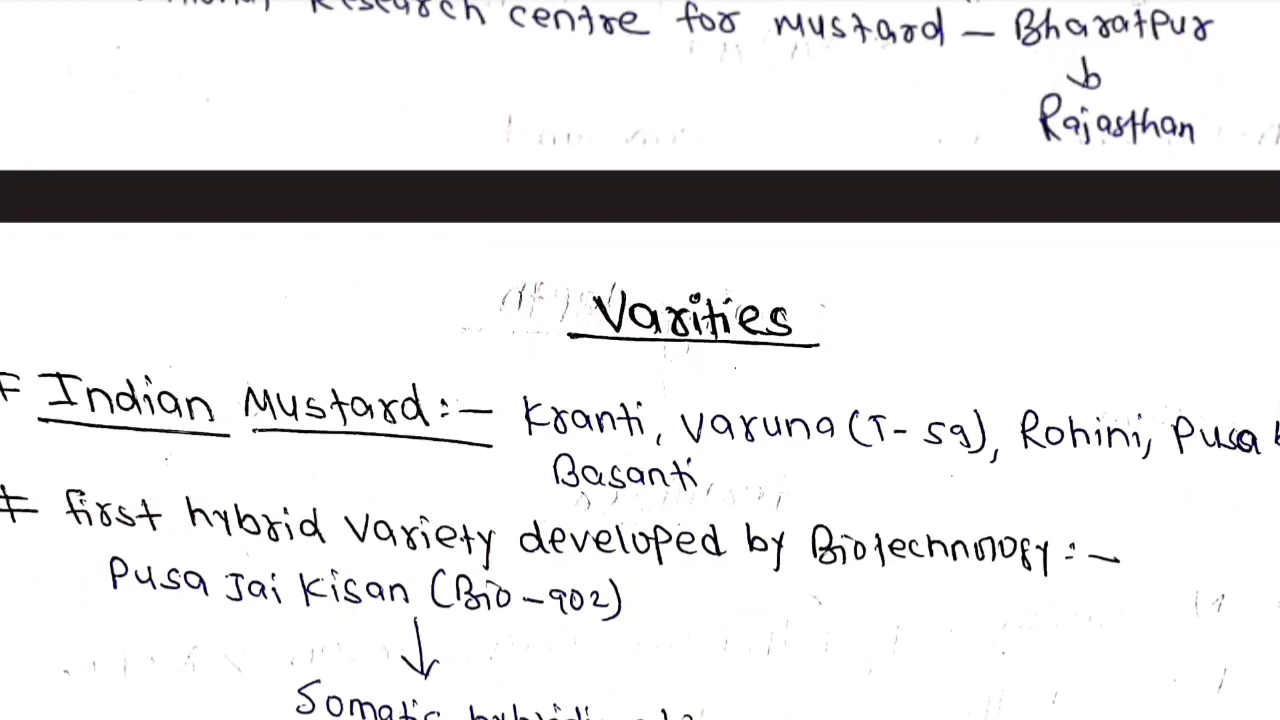 Research centre for Mustard – Bharatpur
Rajasthan
Varities
Indian Mustard :- Kranti, Varuna (T-59), Rohini, Pusa
Basanti
first hybrid Variety developed by Biotechnology :-
Pusa Jai Kisan (Bio-902)
Somatic